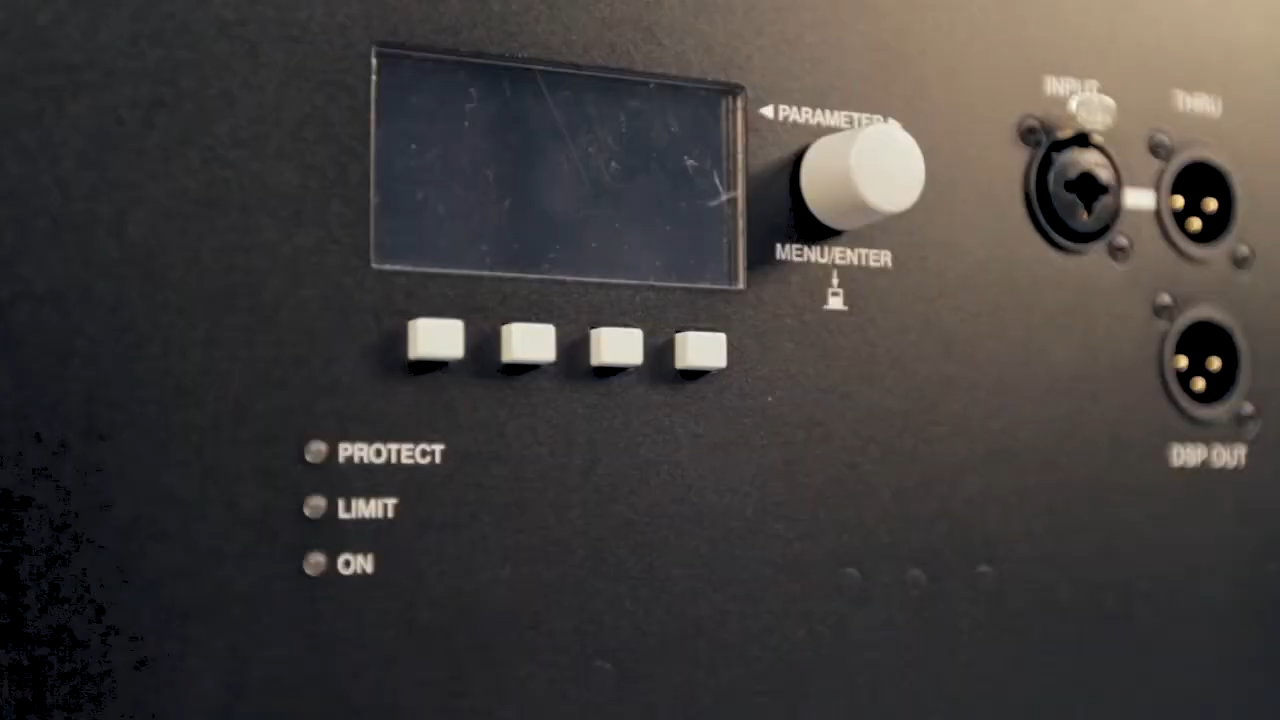 ◀ PARAMETER ▶
INPUT
THRU
MENU/ENTER
DSP OUT
PROTECT
LIMIT
ON